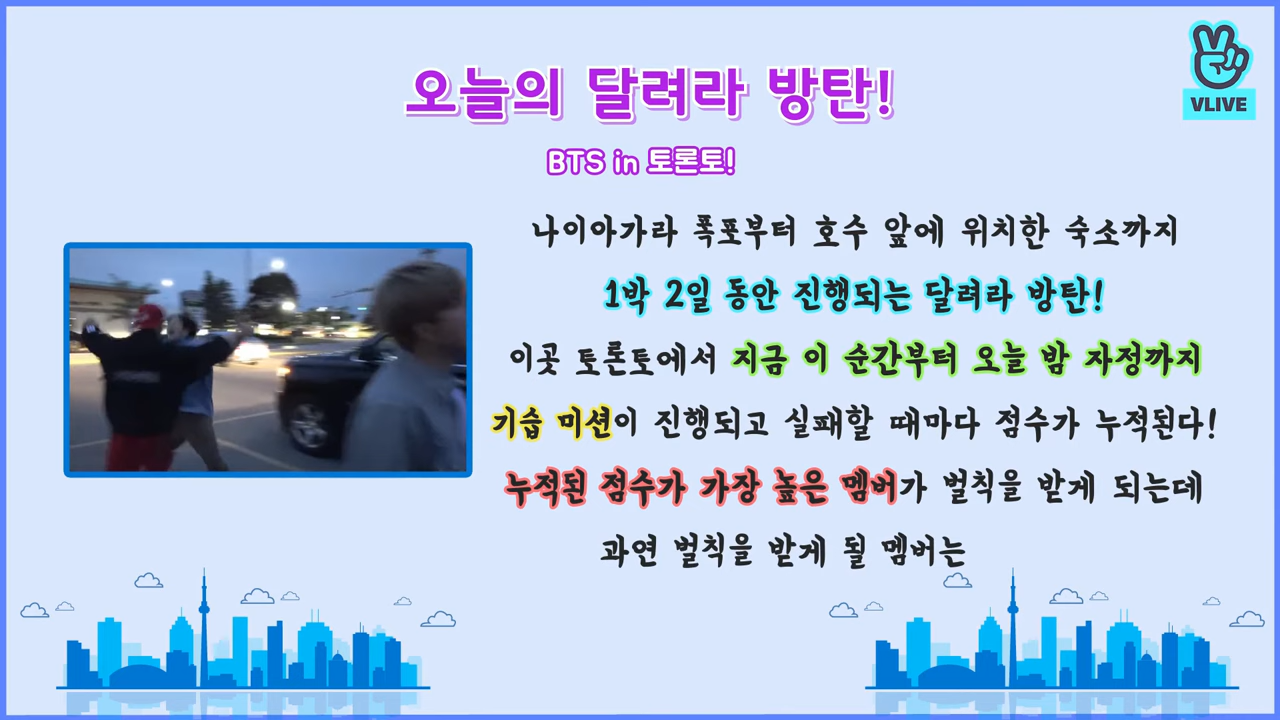 오늘의 달려라 방탄!
VLIVE
BTS in 토론토!
나이아가라 폭포부터 호수 앞에 위치한 숙소까지
1박 2일 동안 진행되는 달려라 방탄!
이곳 토론토에서 지금 이 순간부터 오늘 밤 자정까지
기습 미션이 진행되고 실패할 때마다 점수가 누적된다!
누적된 점수가 가장 높은 멤버가 벌칙을 받게 되는데
과연 벌칙을 받게 될 멤버는